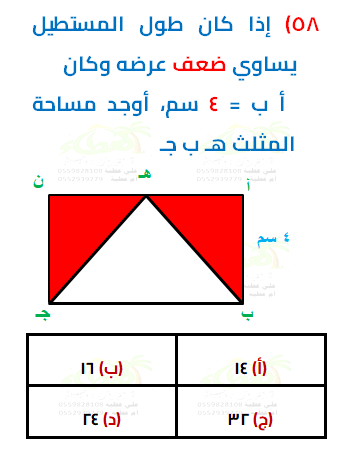 ٥٨) إذا كان طول المستطيل
يساوي ضعف عرضه وكان
أ ب = ٤ سم، أوجد مساحة
المثلث هـ ب جـ
هـ
ن
أ
٤ سم
جـ
ب
(أ) ١٤
(ب) ١٦
(ج) ٣٢
(د) ٢٤